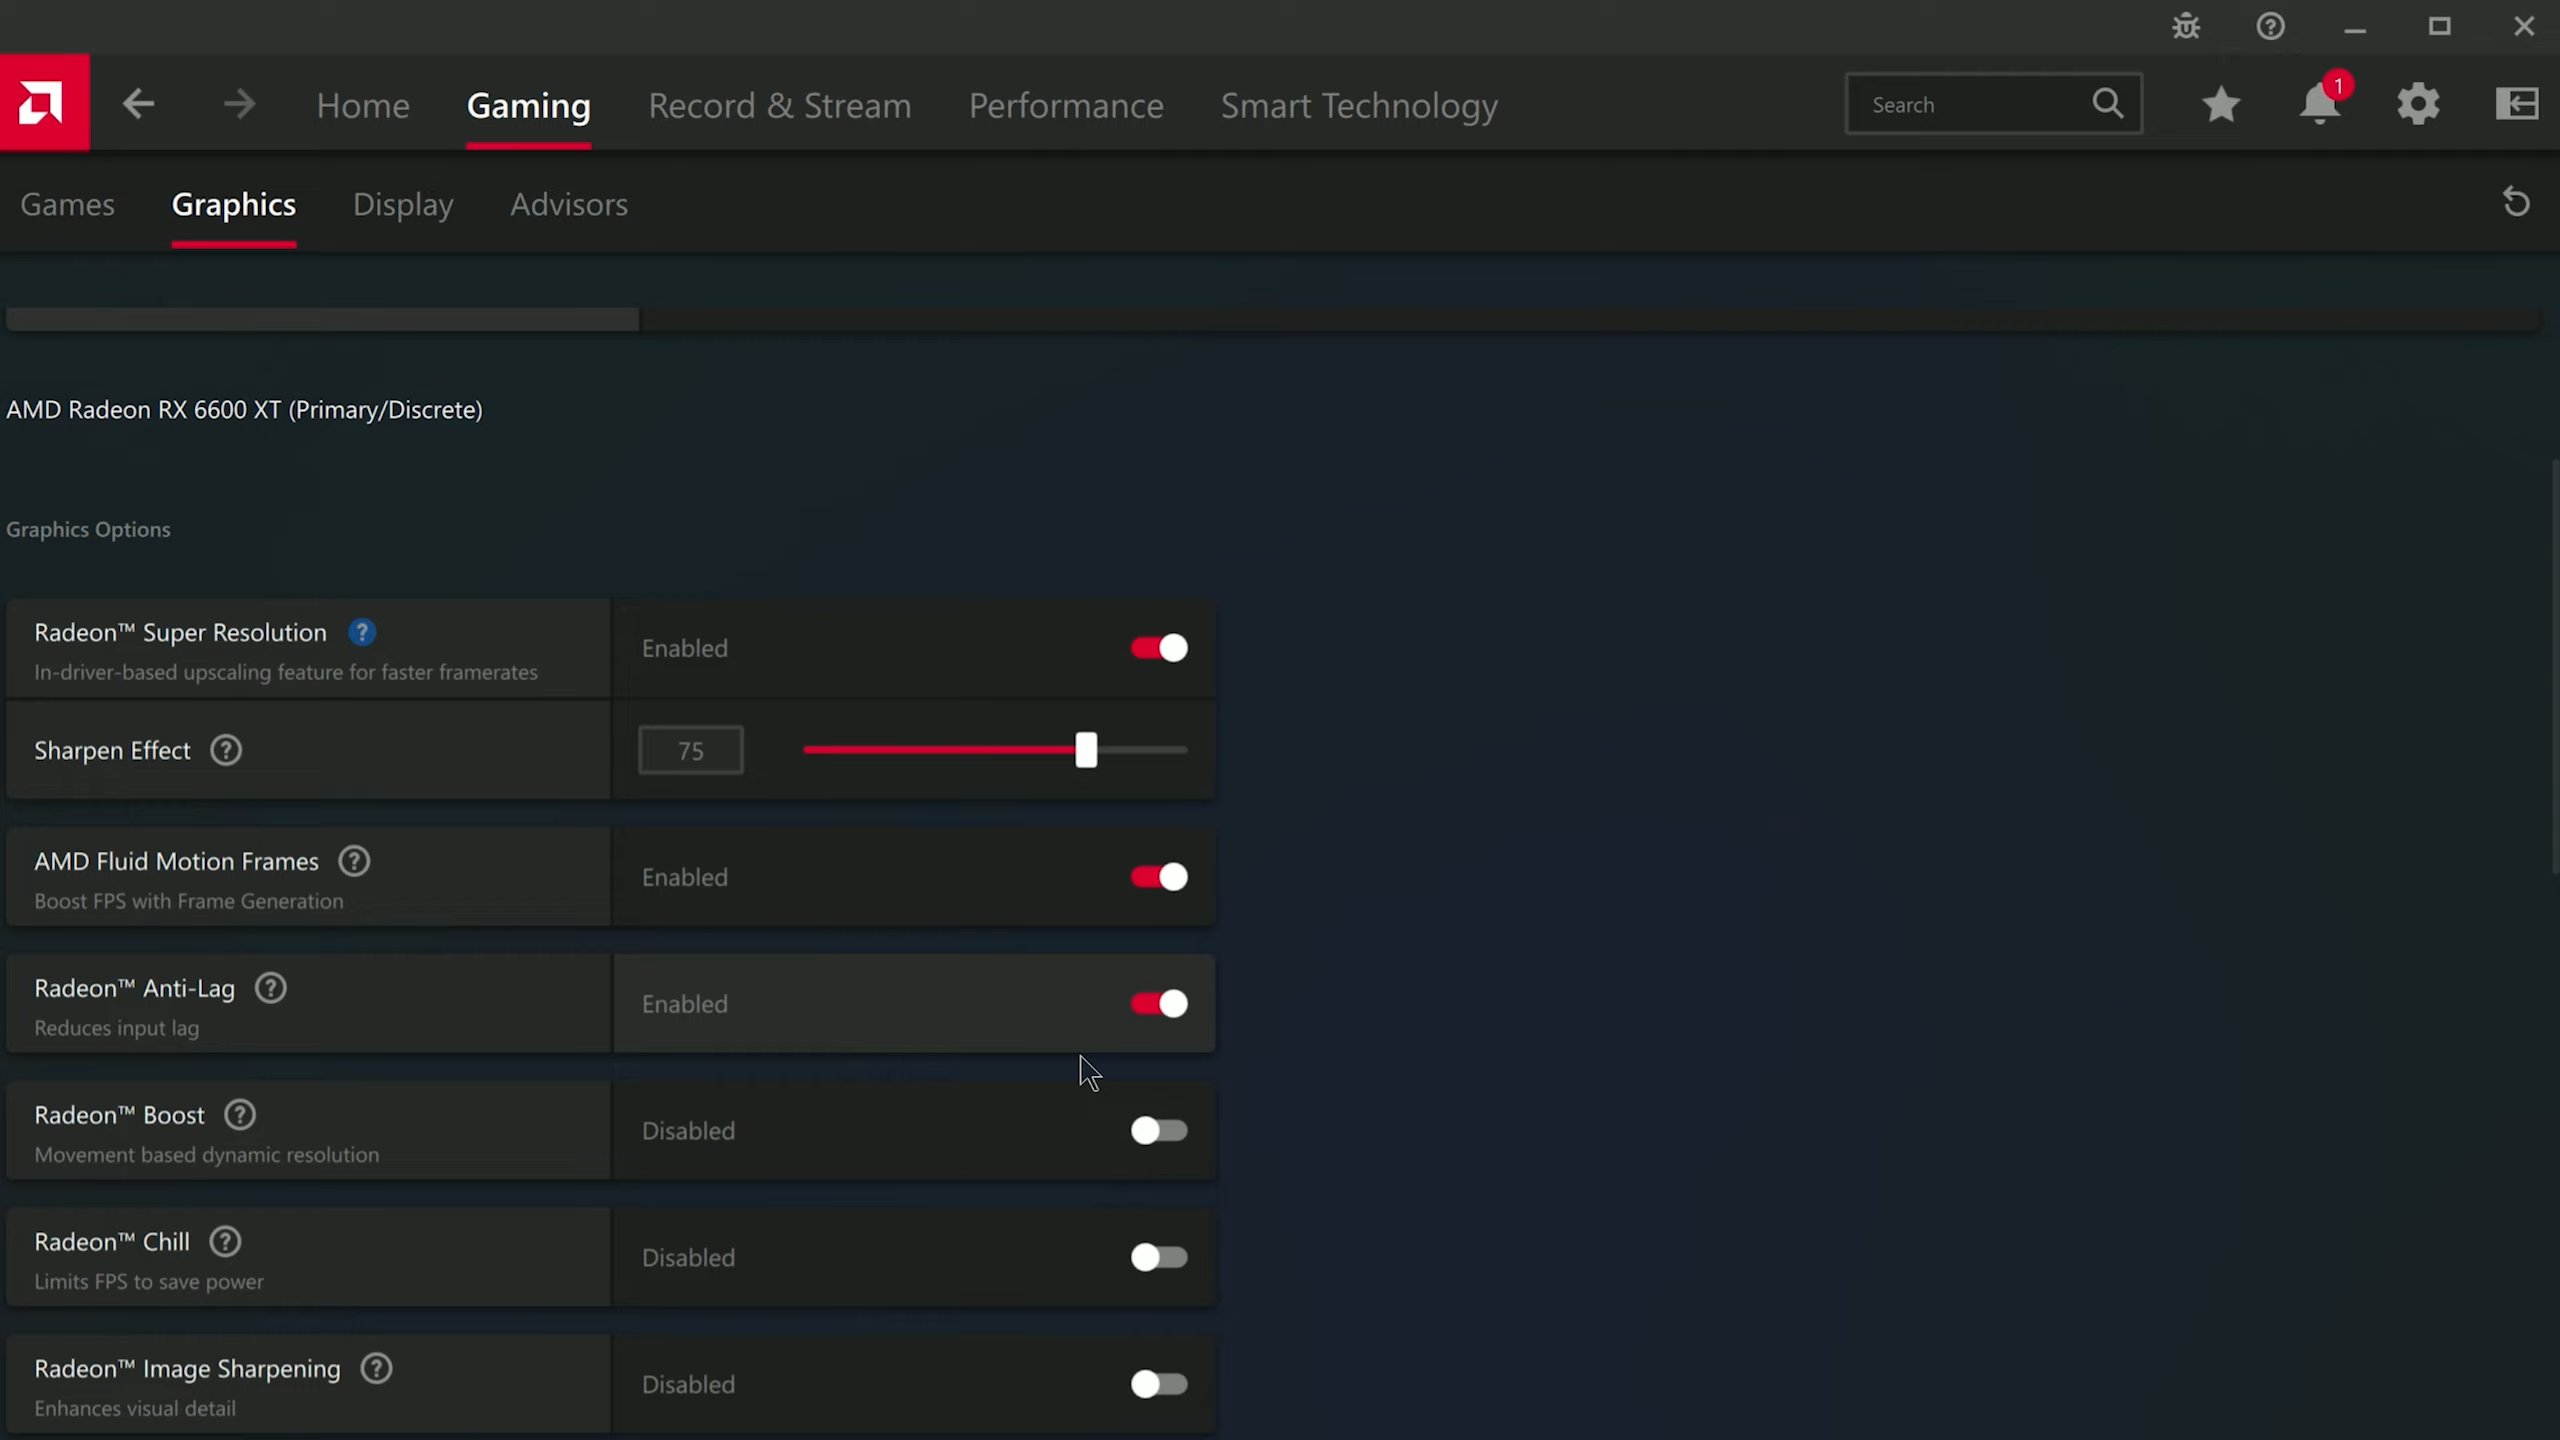 Home Gaming Record & Stream Performance Smart Technology Search 1
Games Graphics Display Advisors
AMD Radeon RX 6600 XT (Primary/Discrete)
Graphics Options
Radeon™ Super Resolution ? Enabled
In-driver-based upscaling feature for faster framerates
Sharpen Effect ? 75
AMD Fluid Motion Frames ? Enabled
Boost FPS with Frame Generation
Radeon™ Anti-Lag ? Enabled
Reduces input lag
Radeon™ Boost ? Disabled
Movement based dynamic resolution
Radeon™ Chill ? Disabled
Limits FPS to save power
Radeon™ Image Sharpening ? Disabled
Enhances visual detail